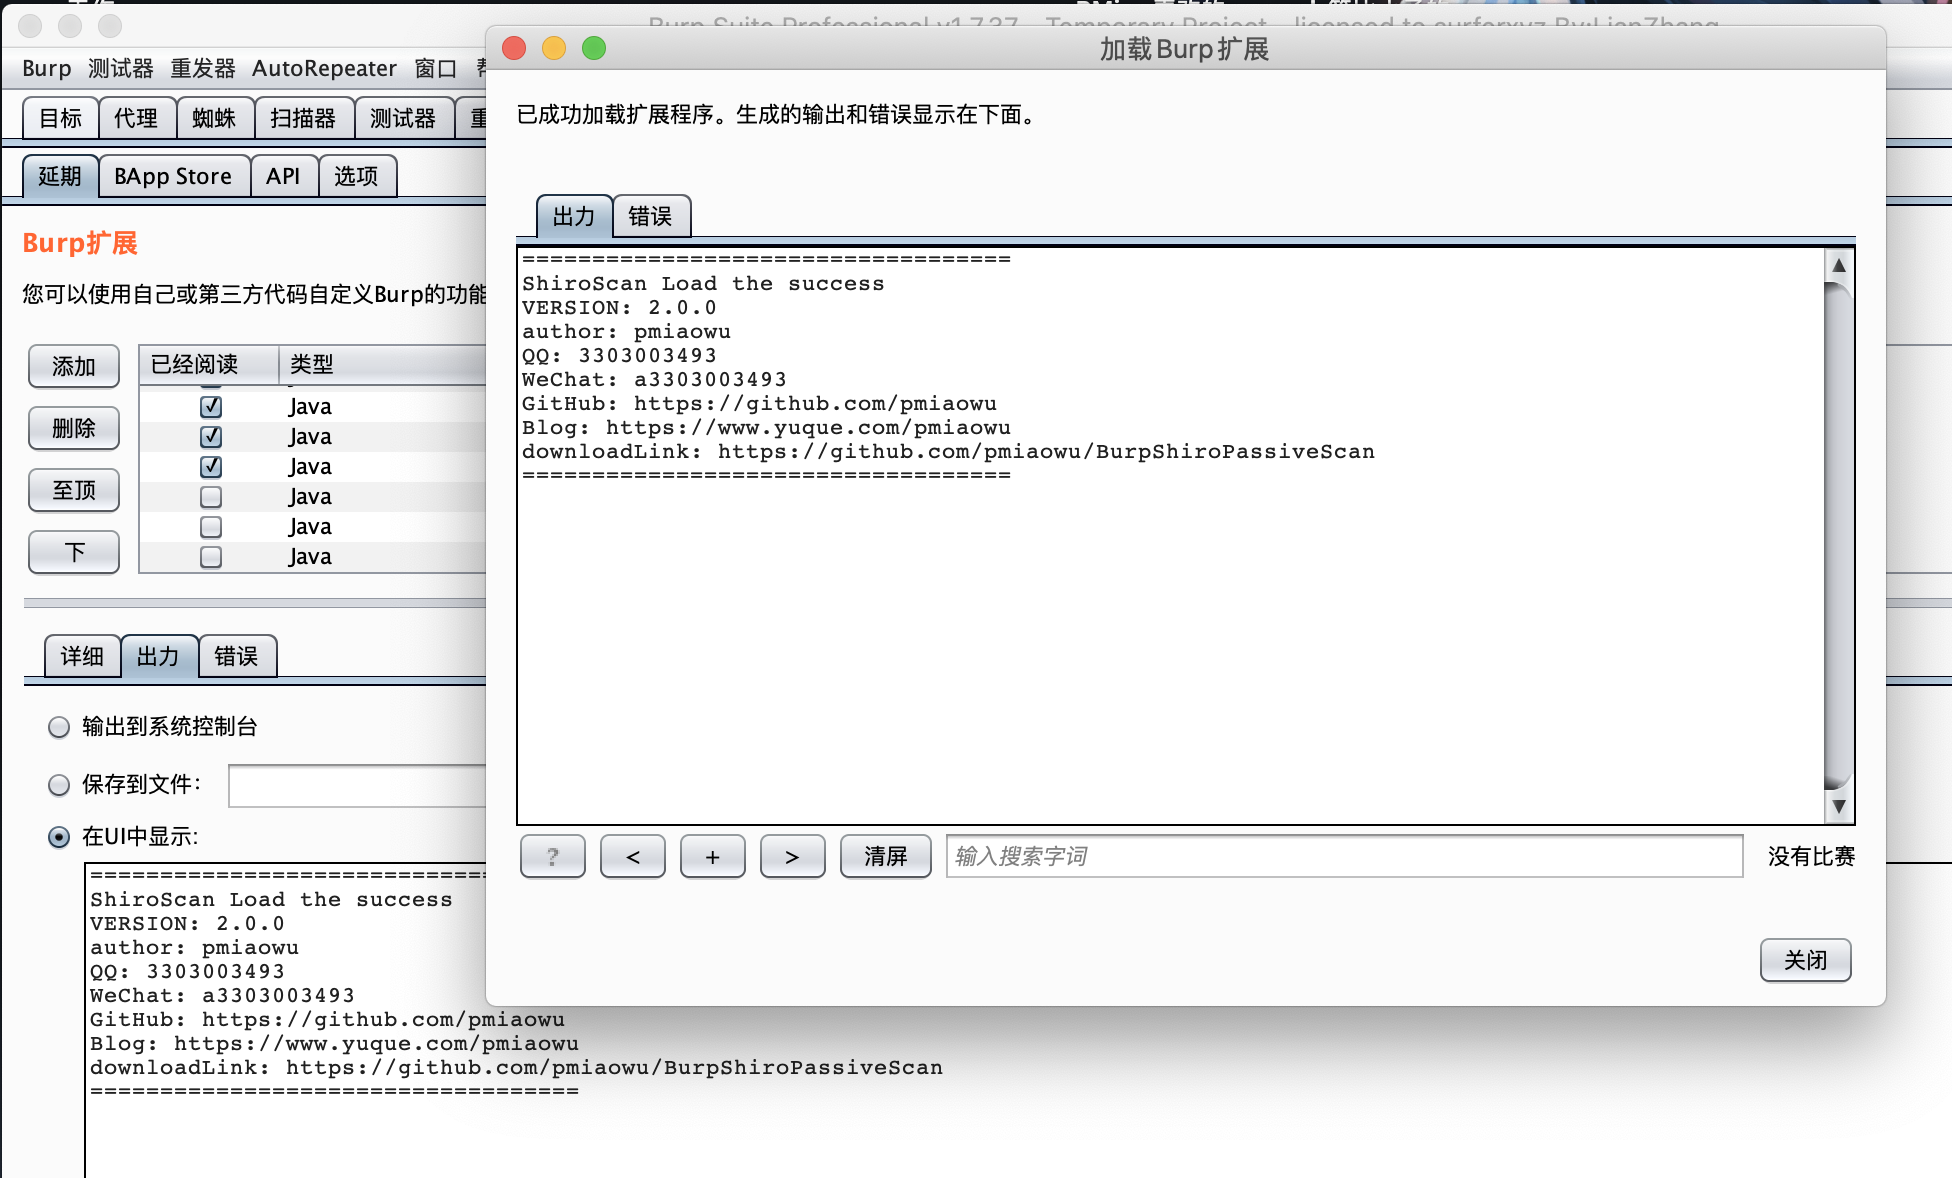 Burp Suite Professional v1.7.37 - Temporary Project - licensed to surferxyz By:LianZhang
Burp 测试器 重发器 AutoRepeater 窗口
目标 代理 蜘蛛 扫描器 测试器
延期 BApp Store API 选项
Burp扩展
您可以使用自己或第三方代码自定义Burp的功能
添加
删除
至顶
下
已经阅读 类型
Java
Java
Java
Java
Java
Java
详细 出力 错误
输出到系统控制台
保存到文件:
在UI中显示:
===================================
ShiroScan Load the success
VERSION: 2.0.0
author: pmiaowu
QQ: 3303003493
WeChat: a3303003493
GitHub: https://github.com/pmiaowu
Blog: https://www.yuque.com/pmiaowu
downloadLink: https://github.com/pmiaowu/BurpShiroPassiveScan
===================================
加载Burp扩展
已成功加载扩展程序。生成的输出和错误显示在下面。
出力 错误
===================================
ShiroScan Load the success
VERSION: 2.0.0
author: pmiaowu
QQ: 3303003493
WeChat: a3303003493
GitHub: https://github.com/pmiaowu
Blog: https://www.yuque.com/pmiaowu
downloadLink: https://github.com/pmiaowu/BurpShiroPassiveScan
===================================
? < + > 清屏 输入搜索字词 没有比赛
关闭